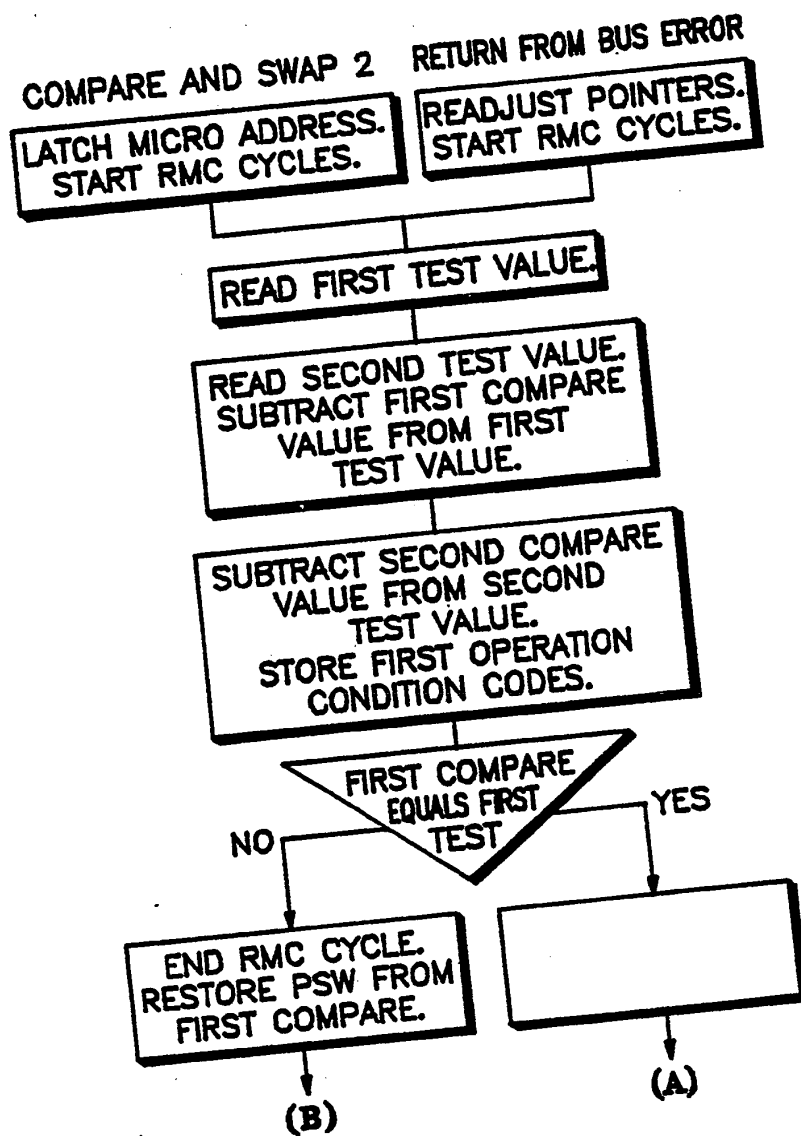 COMPARE AND SWAP 2
RETURN FROM BUS ERROR
LATCH MICRO ADDRESS.
START RMC CYCLES.
READJUST POINTERS.
START RMC CYCLES.
READ FIRST TEST VALUE.
READ SECOND TEST VALUE.
SUBTRACT FIRST COMPARE
VALUE FROM FIRST
TEST VALUE.
SUBTRACT SECOND COMPARE
VALUE FROM SECOND
TEST VALUE.
STORE FIRST OPERATION
CONDITION CODES.
FIRST COMPARE
EQUALS FIRST
TEST
NO
YES
END RMC CYCLE.
RESTORE PSW FROM
FIRST COMPARE.
(B)
(A)